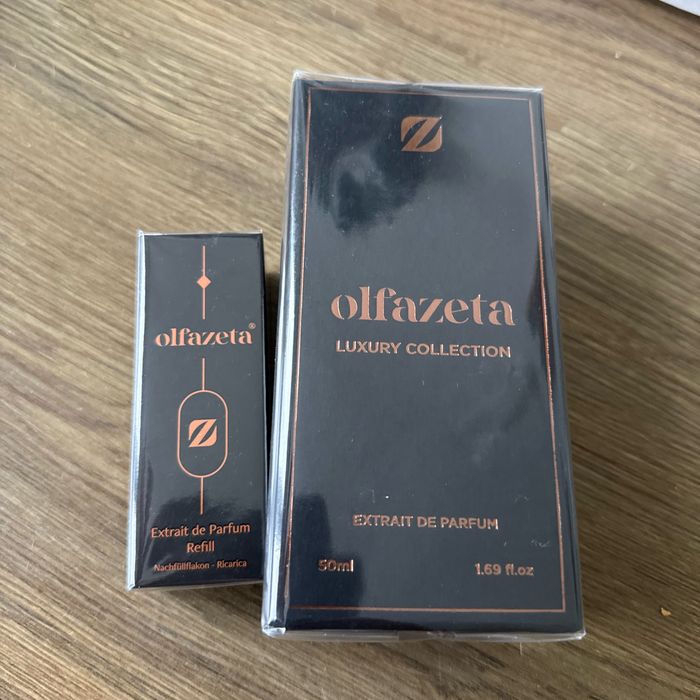 olfazeta®
Extrait de Parfum
Refill
Nachfüllflakon - Ricarica
Z
olfazeta
LUXURY COLLECTION
EXTRAIT DE PARFUM
50ml 1.69 fl.oz